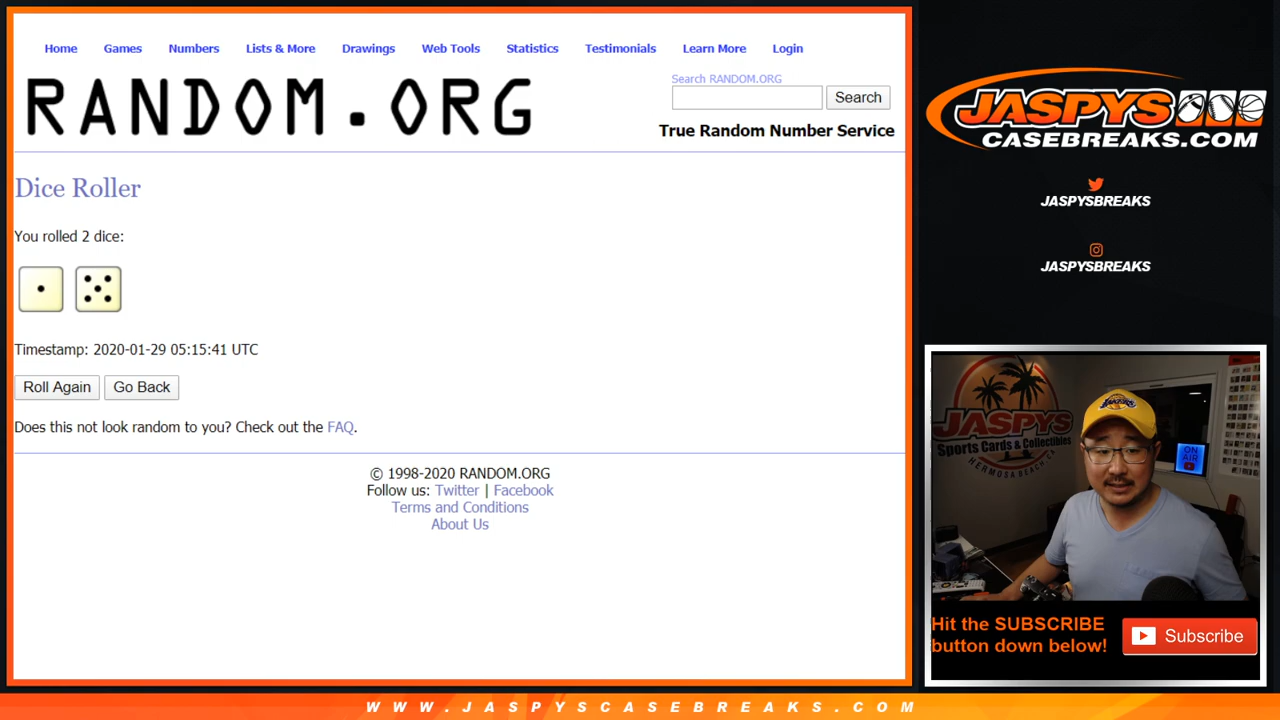 Home Games Numbers Lists & More Drawings Web Tools Statistics Testimonials Learn More Login
RANDOM.ORG
Search RANDOM.ORG
Search
True Random Number Service
Dice Roller
You rolled 2 dice:
Timestamp: 2020-01-29 05:15:41 UTC
Roll Again Go Back
Does this not look random to you? Check out the FAQ.
© 1998-2020 RANDOM.ORG
Follow us: Twitter | Facebook
Terms and Conditions
About Us
JASPYS
CASEBREAKS.COM
JASPYSBREAKS
JASPYSBREAKS
JASPYS
Sports Cards & Collectibles
HERMOSA BEACH, CA
LAKERS
ON
AIR
Hit the SUBSCRIBE
button down below!
Subscribe
WWW.JASPYSCASEBREAKS.COM